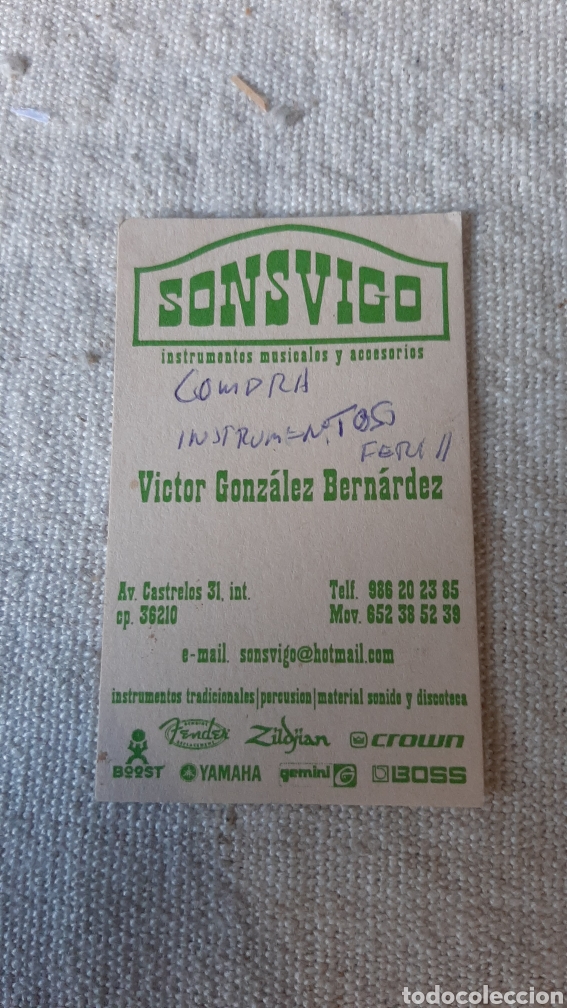 SONSVIGO
instrumentos musicales y accesorios
COMPRA
INSTRUMENTOS
Victor González Bernárdez
Av. Castrelos 31, int. Telf. 986 20 23 85
cp. 36210 Mov. 652 38 52 39
e-mail. sonsvigo@hotmail.com
instrumentos tradicionales|percusion|material sonido y discoteca
Fender Zildjian crown
BOOST YAMAHA gemini BOSS
todocoleccion